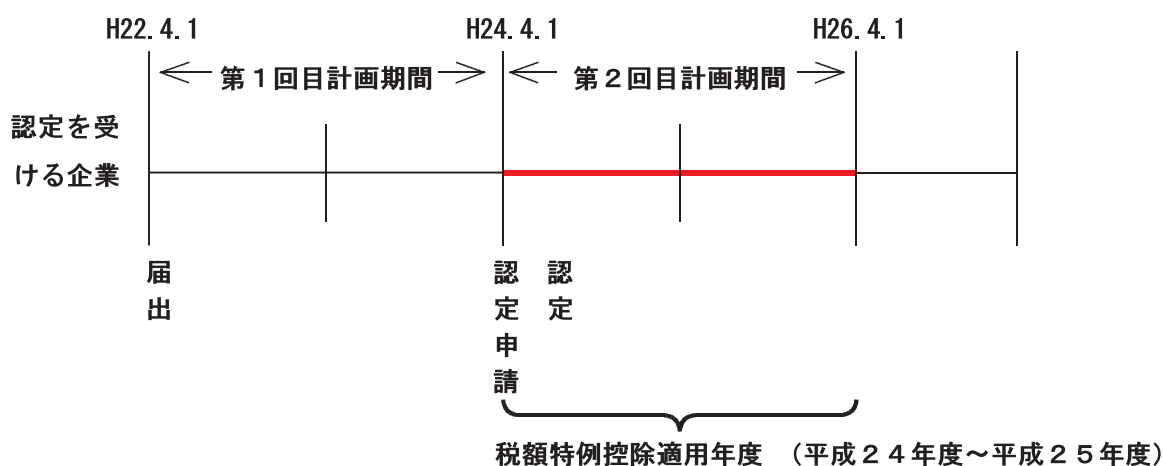 H22.4.1
H24.4.1
H26.4.1
第１回目計画期間
第２回目計画期間
認定を受
ける企業
届出
認定申請
認定
税額特例控除適用年度　（平成２４年度～平成２５年度）